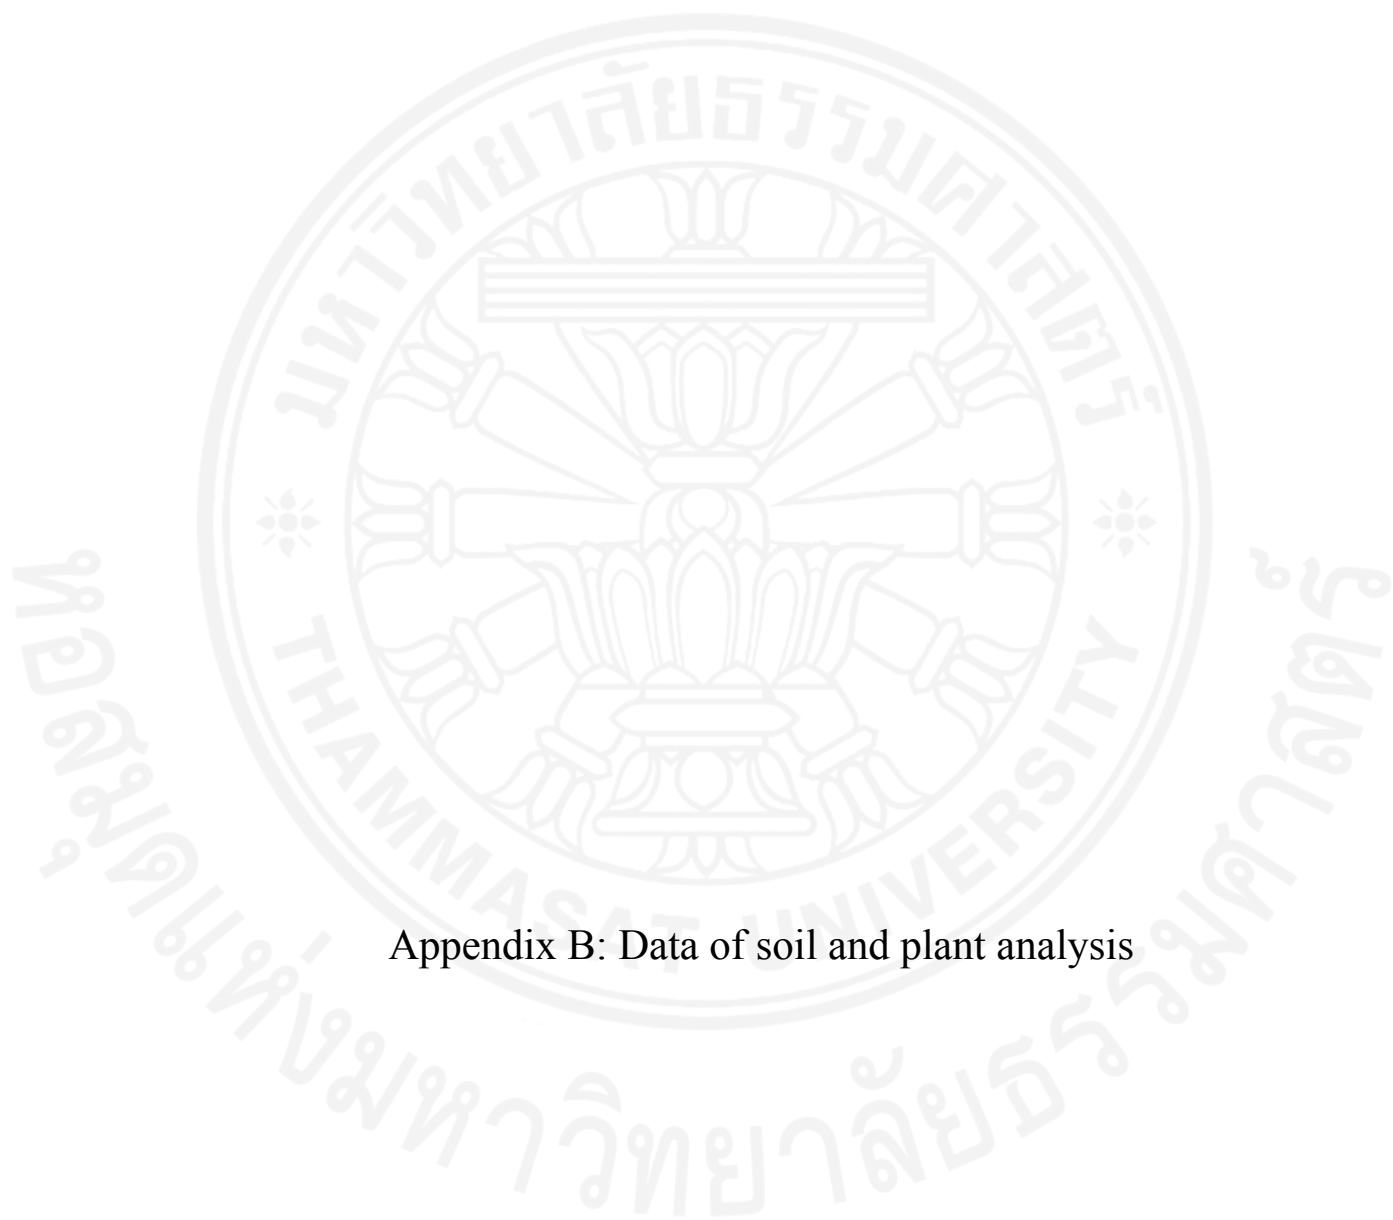 มหาวิทยาลัยธรรมศาสตร์
THAMMASAT UNIVERSITY
Appendix B: Data of soil and plant analysis
หอสมุดแห่งมหาวิทยาลัยธรรมศาสตร์